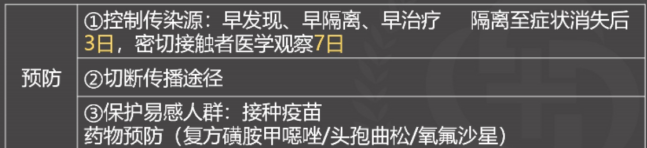 ①控制传染源：早发现、早隔离、早治疗 隔离至症状消失后
3日，密切接触者医学观察7日
预防
②切断传播途径
③保护易感人群：接种疫苗
药物预防（复方磺胺甲噁唑/头孢曲松/氧氟沙星）